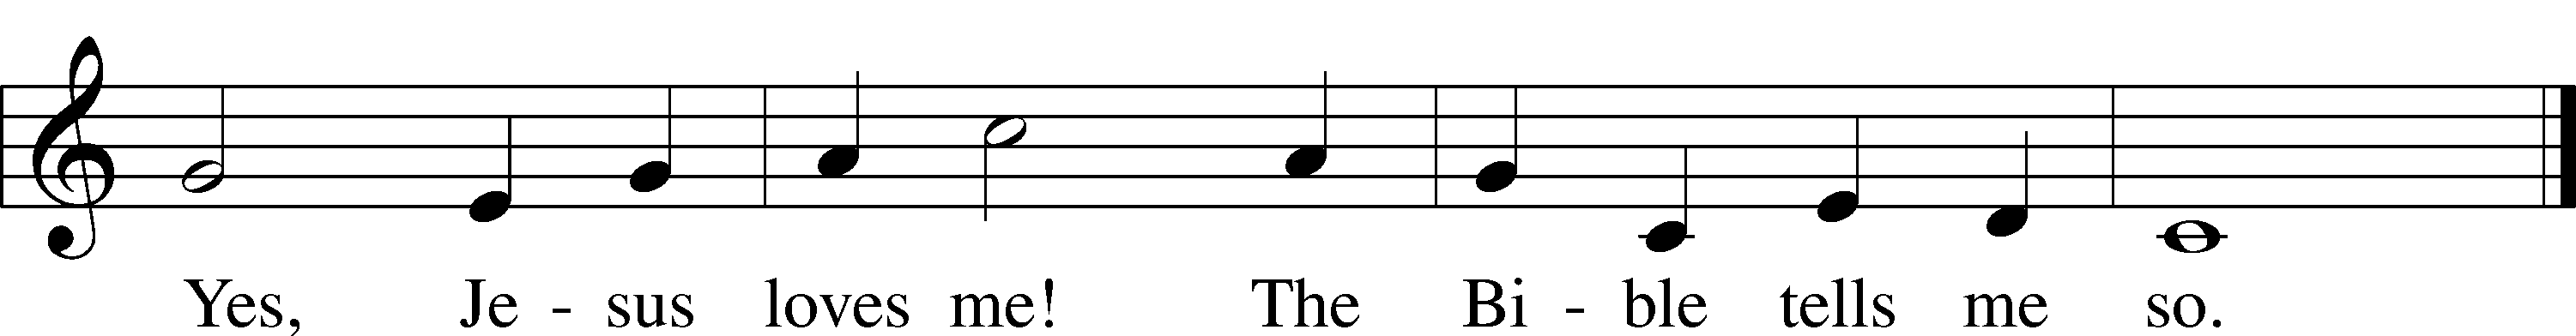 Yes, Je - sus loves me! The Bi - ble tells me so.